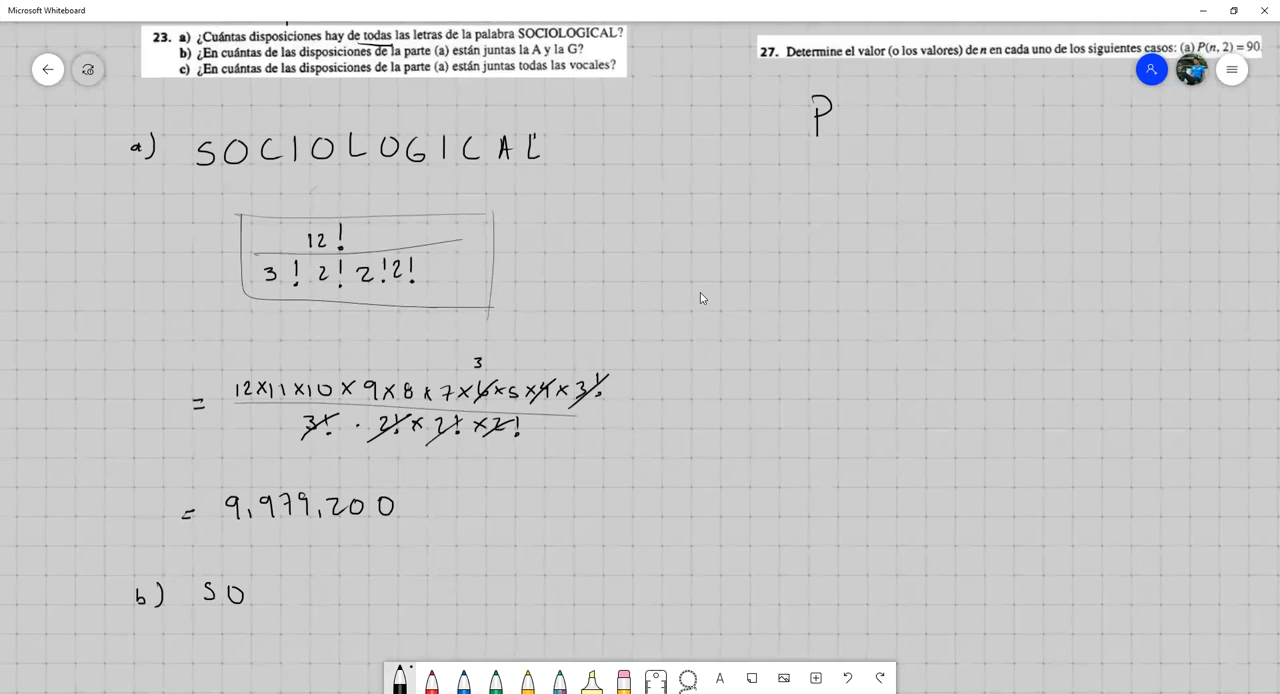 Microsoft Whiteboard
23. a) ¿Cuántas disposiciones hay de todas las letras de la palabra SOCIOLOGICAL?
b) ¿En cuántas de las disposiciones de la parte (a) están juntas la A y la G?
c) ¿En cuántas de las disposiciones de la parte (a) están juntas todas las vocales?
27. Determine el valor (o los valores) de n en cada uno de los siguientes casos: (a) P(n, 2) = 90.
P
a) SOCIOLOGICAL
12!
3! 2! 2! 2!
3
= 12×11×10×9×8×7×6×5×4×3!
3! · 2! × 2! × 2!
= 9,979,200
b) SO
A